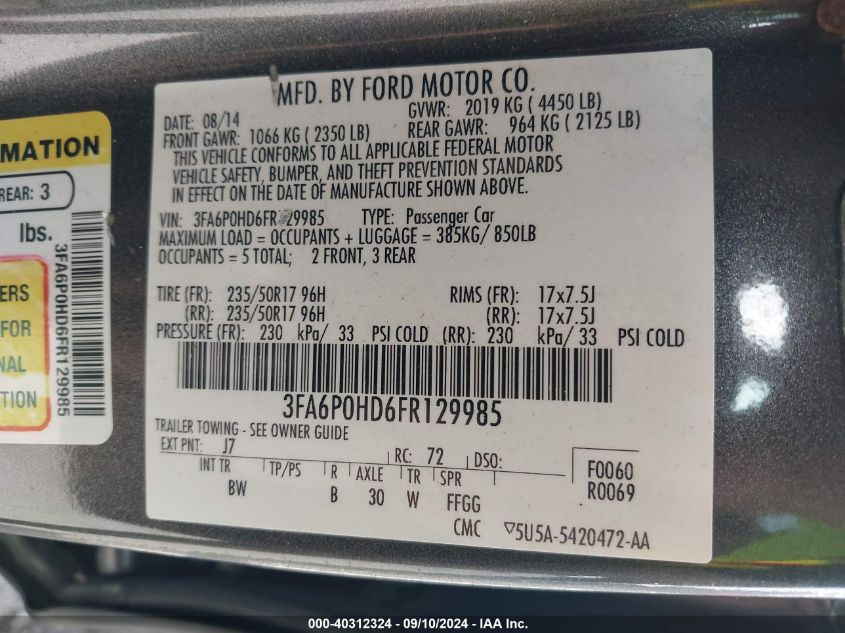 MFD. BY FORD MOTOR CO.
DATE: 08/14 GVWR: 2019 KG ( 4450 LB)
FRONT GAWR: 1066 KG ( 2350 LB) REAR GAWR: 964 KG ( 2125 LB)
THIS VEHICLE CONFORMS TO ALL APPLICABLE FEDERAL MOTOR
VEHICLE SAFETY, BUMPER, AND THEFT PREVENTION STANDARDS
IN EFFECT ON THE DATE OF MANUFACTURE SHOWN ABOVE.
VIN: TYPE: Passenger Car
MAXIMUM LOAD = OCCUPANTS + LUGGAGE = 385KG/ 850LB
OCCUPANTS = 5 TOTAL; 2 FRONT, 3 REAR
TIRE (FR): 235/50R17 96H RIMS (FR): 17x7.5J
(RR): 235/50R17 96H (RR): 17x7.5J
PRESSURE (FR): 230 kPa/ 33 PSI COLD (RR): 230 kPa/ 33 PSI COLD
3FA6P0HD6FR129985
TRAILER TOWING - SEE OWNER GUIDE
EXT PNT: J7 RC: 72 DSO:
INT TR TP/PS R AXLE TR SPR F0060
BW B 30 W FFGG R0069
CMC ▽5U5A-5420472-AA
MATION
REAR: 3
lbs.
3FA6P0HD6FR129985
ERS
FOR
NAL
TION
000-40312324 - 09/10/2024 - IAA Inc.